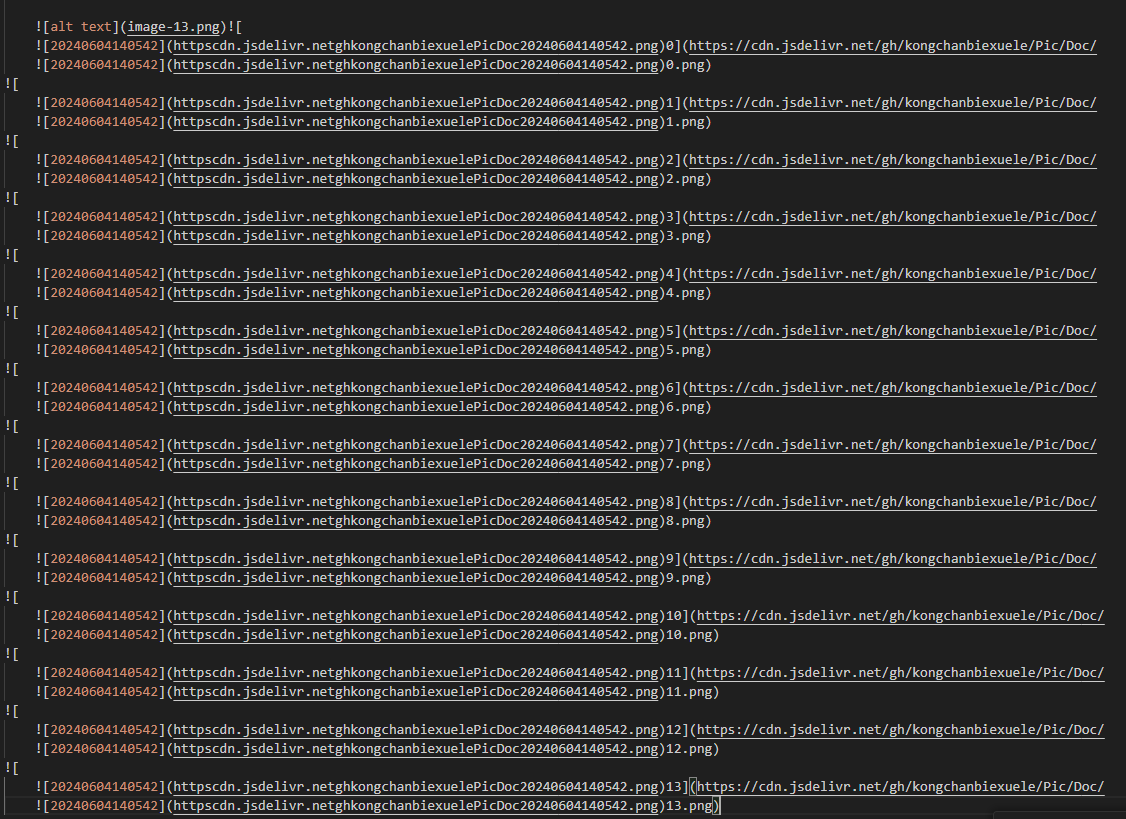 ![alt text](image-13.png)![
![20240604140542](httpscdn.jsdelivr.netghkongchanbiexuelePicDoc20240604140542.png)0](https://cdn.jsdelivr.net/gh/kongchanbiexuele/Pic/Doc/
![20240604140542](httpscdn.jsdelivr.netghkongchanbiexuelePicDoc20240604140542.png)0.png)
![
![20240604140542](httpscdn.jsdelivr.netghkongchanbiexuelePicDoc20240604140542.png)1](https://cdn.jsdelivr.net/gh/kongchanbiexuele/Pic/Doc/
![20240604140542](httpscdn.jsdelivr.netghkongchanbiexuelePicDoc20240604140542.png)1.png)
![
![20240604140542](httpscdn.jsdelivr.netghkongchanbiexuelePicDoc20240604140542.png)2](https://cdn.jsdelivr.net/gh/kongchanbiexuele/Pic/Doc/
![20240604140542](httpscdn.jsdelivr.netghkongchanbiexuelePicDoc20240604140542.png)2.png)
![
![20240604140542](httpscdn.jsdelivr.netghkongchanbiexuelePicDoc20240604140542.png)3](https://cdn.jsdelivr.net/gh/kongchanbiexuele/Pic/Doc/
![20240604140542](httpscdn.jsdelivr.netghkongchanbiexuelePicDoc20240604140542.png)3.png)
![
![20240604140542](httpscdn.jsdelivr.netghkongchanbiexuelePicDoc20240604140542.png)4](https://cdn.jsdelivr.net/gh/kongchanbiexuele/Pic/Doc/
![20240604140542](httpscdn.jsdelivr.netghkongchanbiexuelePicDoc20240604140542.png)4.png)
![
![20240604140542](httpscdn.jsdelivr.netghkongchanbiexuelePicDoc20240604140542.png)5](https://cdn.jsdelivr.net/gh/kongchanbiexuele/Pic/Doc/
![20240604140542](httpscdn.jsdelivr.netghkongchanbiexuelePicDoc20240604140542.png)5.png)
![
![20240604140542](httpscdn.jsdelivr.netghkongchanbiexuelePicDoc20240604140542.png)6](https://cdn.jsdelivr.net/gh/kongchanbiexuele/Pic/Doc/
![20240604140542](httpscdn.jsdelivr.netghkongchanbiexuelePicDoc20240604140542.png)6.png)
![
![20240604140542](httpscdn.jsdelivr.netghkongchanbiexuelePicDoc20240604140542.png)7](https://cdn.jsdelivr.net/gh/kongchanbiexuele/Pic/Doc/
![20240604140542](httpscdn.jsdelivr.netghkongchanbiexuelePicDoc20240604140542.png)7.png)
![
![20240604140542](httpscdn.jsdelivr.netghkongchanbiexuelePicDoc20240604140542.png)8](https://cdn.jsdelivr.net/gh/kongchanbiexuele/Pic/Doc/
![20240604140542](httpscdn.jsdelivr.netghkongchanbiexuelePicDoc20240604140542.png)8.png)
![
![20240604140542](httpscdn.jsdelivr.netghkongchanbiexuelePicDoc20240604140542.png)9](https://cdn.jsdelivr.net/gh/kongchanbiexuele/Pic/Doc/
![20240604140542](httpscdn.jsdelivr.netghkongchanbiexuelePicDoc20240604140542.png)9.png)
![
![20240604140542](httpscdn.jsdelivr.netghkongchanbiexuelePicDoc20240604140542.png)10](https://cdn.jsdelivr.net/gh/kongchanbiexuele/Pic/Doc/
![20240604140542](httpscdn.jsdelivr.netghkongchanbiexuelePicDoc20240604140542.png)10.png)
![
![20240604140542](httpscdn.jsdelivr.netghkongchanbiexuelePicDoc20240604140542.png)11](https://cdn.jsdelivr.net/gh/kongchanbiexuele/Pic/Doc/
![20240604140542](httpscdn.jsdelivr.netghkongchanbiexuelePicDoc20240604140542.png)11.png)
![
![20240604140542](httpscdn.jsdelivr.netghkongchanbiexuelePicDoc20240604140542.png)12](https://cdn.jsdelivr.net/gh/kongchanbiexuele/Pic/Doc/
![20240604140542](httpscdn.jsdelivr.netghkongchanbiexuelePicDoc20240604140542.png)12.png)
![
![20240604140542](httpscdn.jsdelivr.netghkongchanbiexuelePicDoc20240604140542.png)13](https://cdn.jsdelivr.net/gh/kongchanbiexuele/Pic/Doc/
![20240604140542](httpscdn.jsdelivr.netghkongchanbiexuelePicDoc20240604140542.png)13.png)